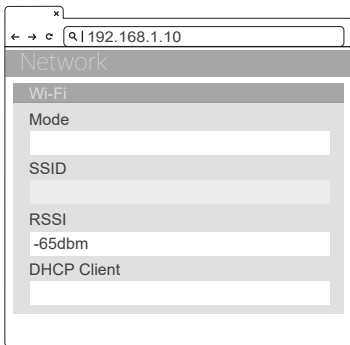 192.168.1.10
Network
Wi-Fi
Mode
SSID
RSSI
-65dbm
DHCP Client